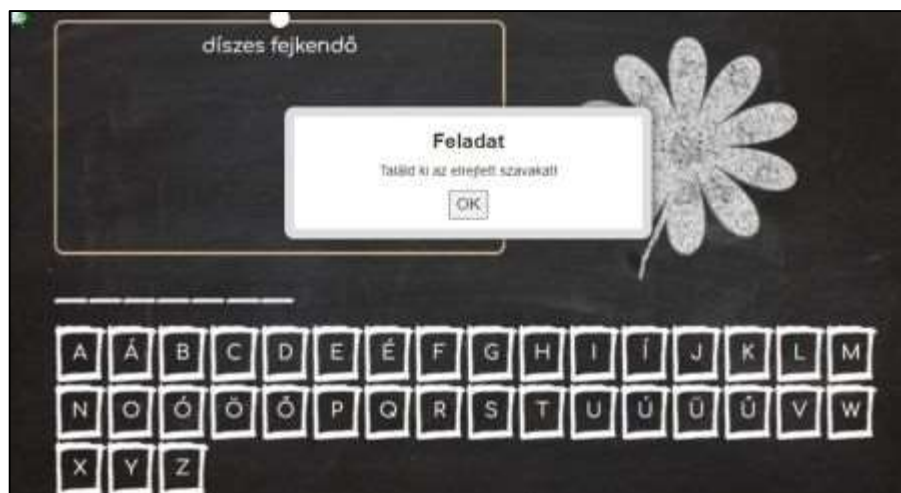 díszes fejkendő
Feladat
Találd ki az elrejtett szavakat!
OK
A Á B C D E É F G H I Í J K L M
N O Ó Ö Ő P Q R S T U Ú Ü Ű V W
X Y Z